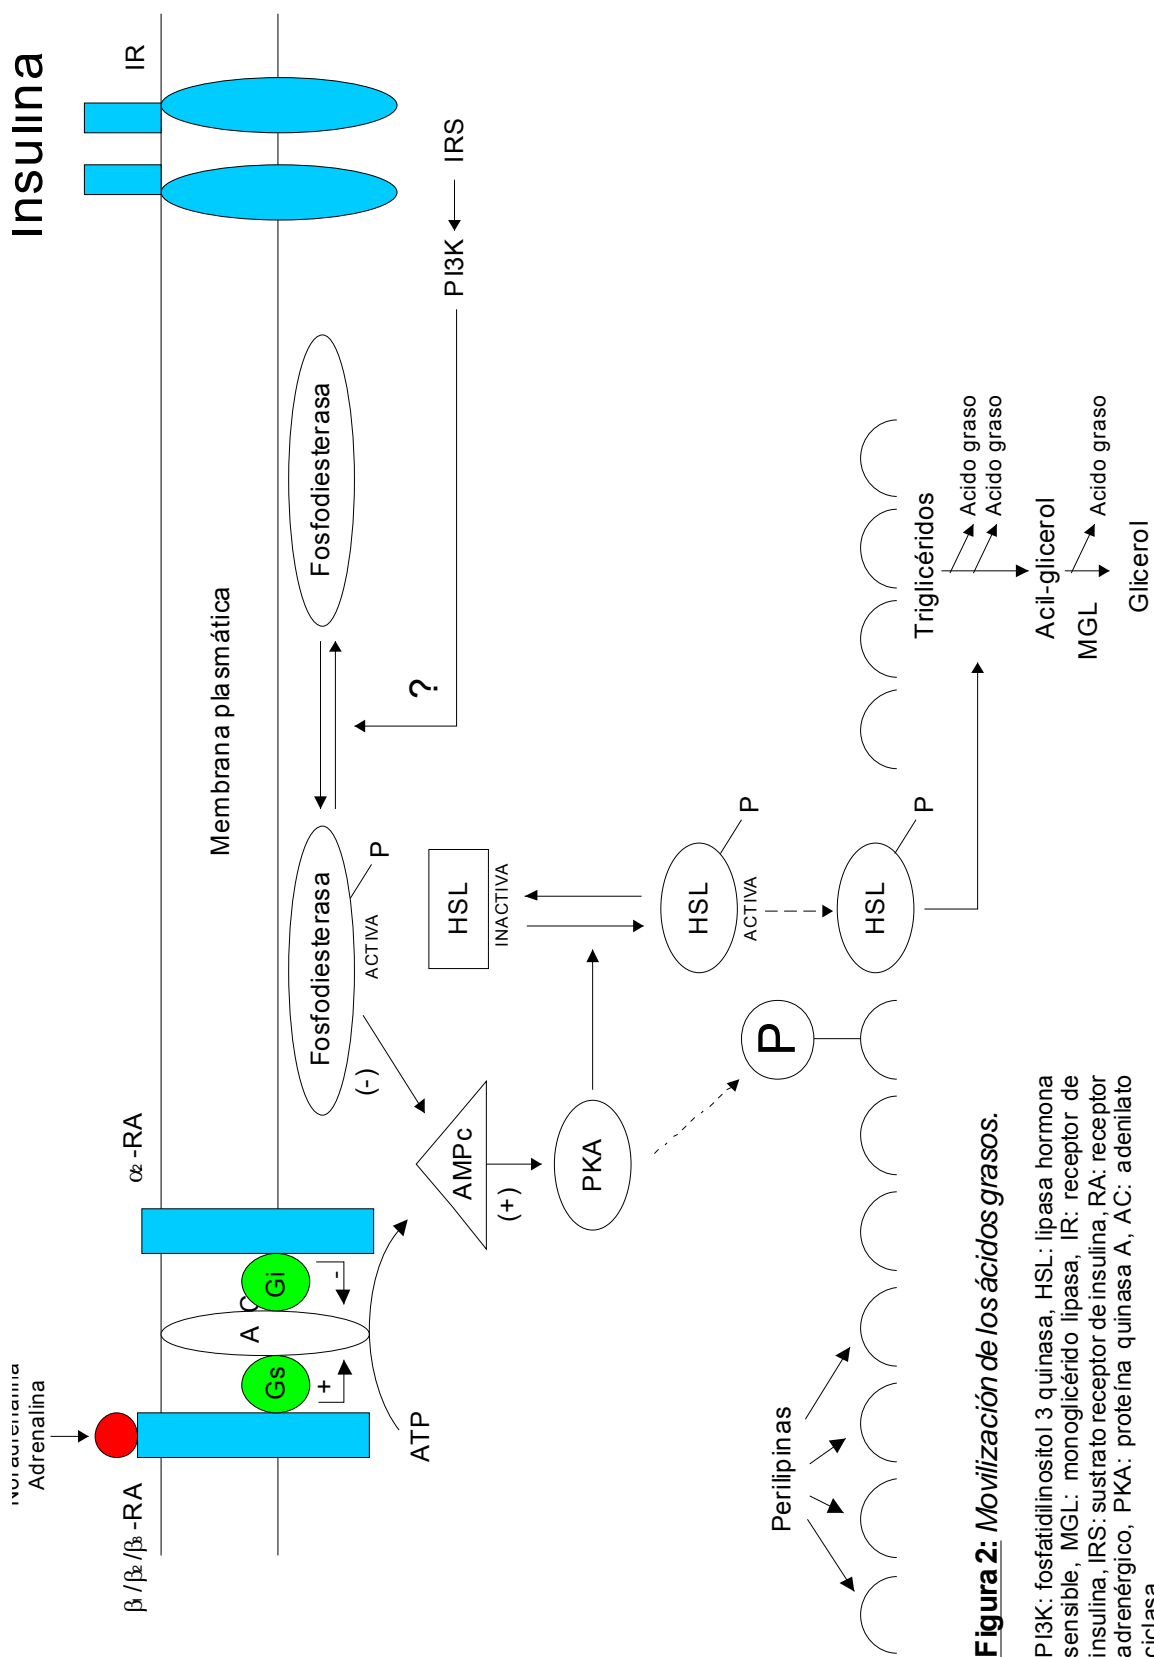 Insulina
Noradrenalina
Adrenalina
β1/β2/β3-RA
α2-RA
IR
Membrana plasmática
Gs
A
C
Gi
+
-
ATP
Fosfodiesterasa
P
ACTIVA
Fosfodiesterasa
?
PI3K
IRS
(-)
AMPc
(+)
PKA
HSL
INACTIVA
HSL
P
ACTIVA
HSL
P
P
Perilipinas
Triglicéridos
Acido graso
Acido graso
Acil-glicerol
MGL
Acido graso
Glicerol
Figura 2: Movilización de los ácidos grasos.
PI3K: fosfatidilinositol 3 quinasa, HSL: lipasa hormona
sensible, MGL: monoglicérido lipasa, IR: receptor de
insulina, IRS: sustrato receptor de insulina, RA: receptor
adrenérgico, PKA: proteína quinasa A, AC: adenilato
ciclasa